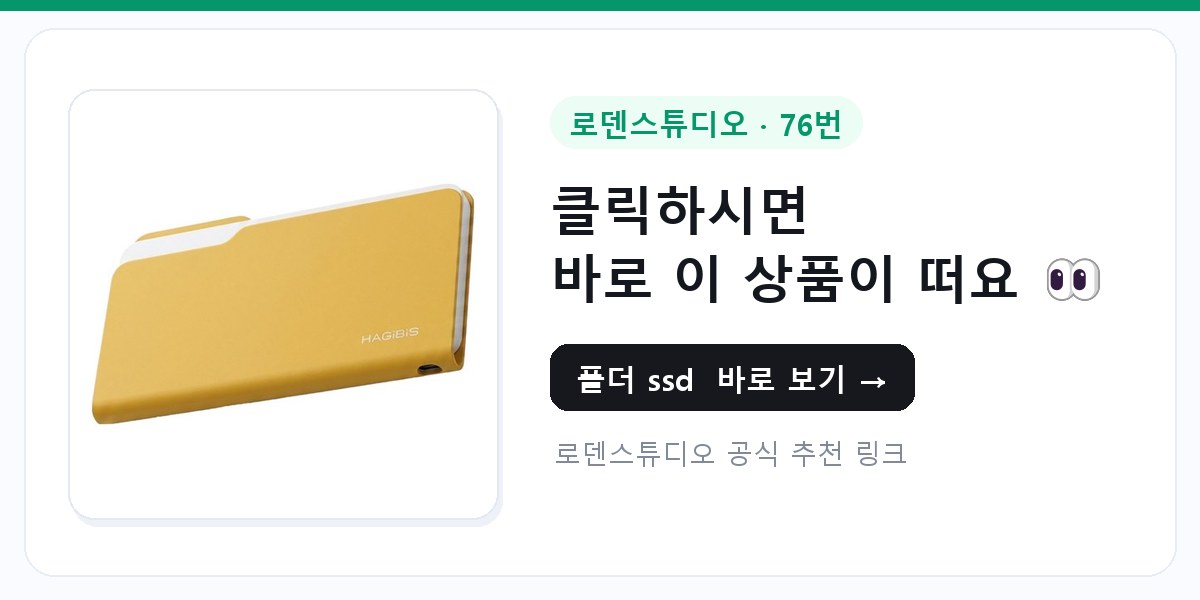 로덴스튜디오 · 76번
클릭하시면
바로 이 상품이 떠요 👀
폴더 ssd 바로 보기 →
로덴스튜디오 공식 추천 링크
HAGiBiS